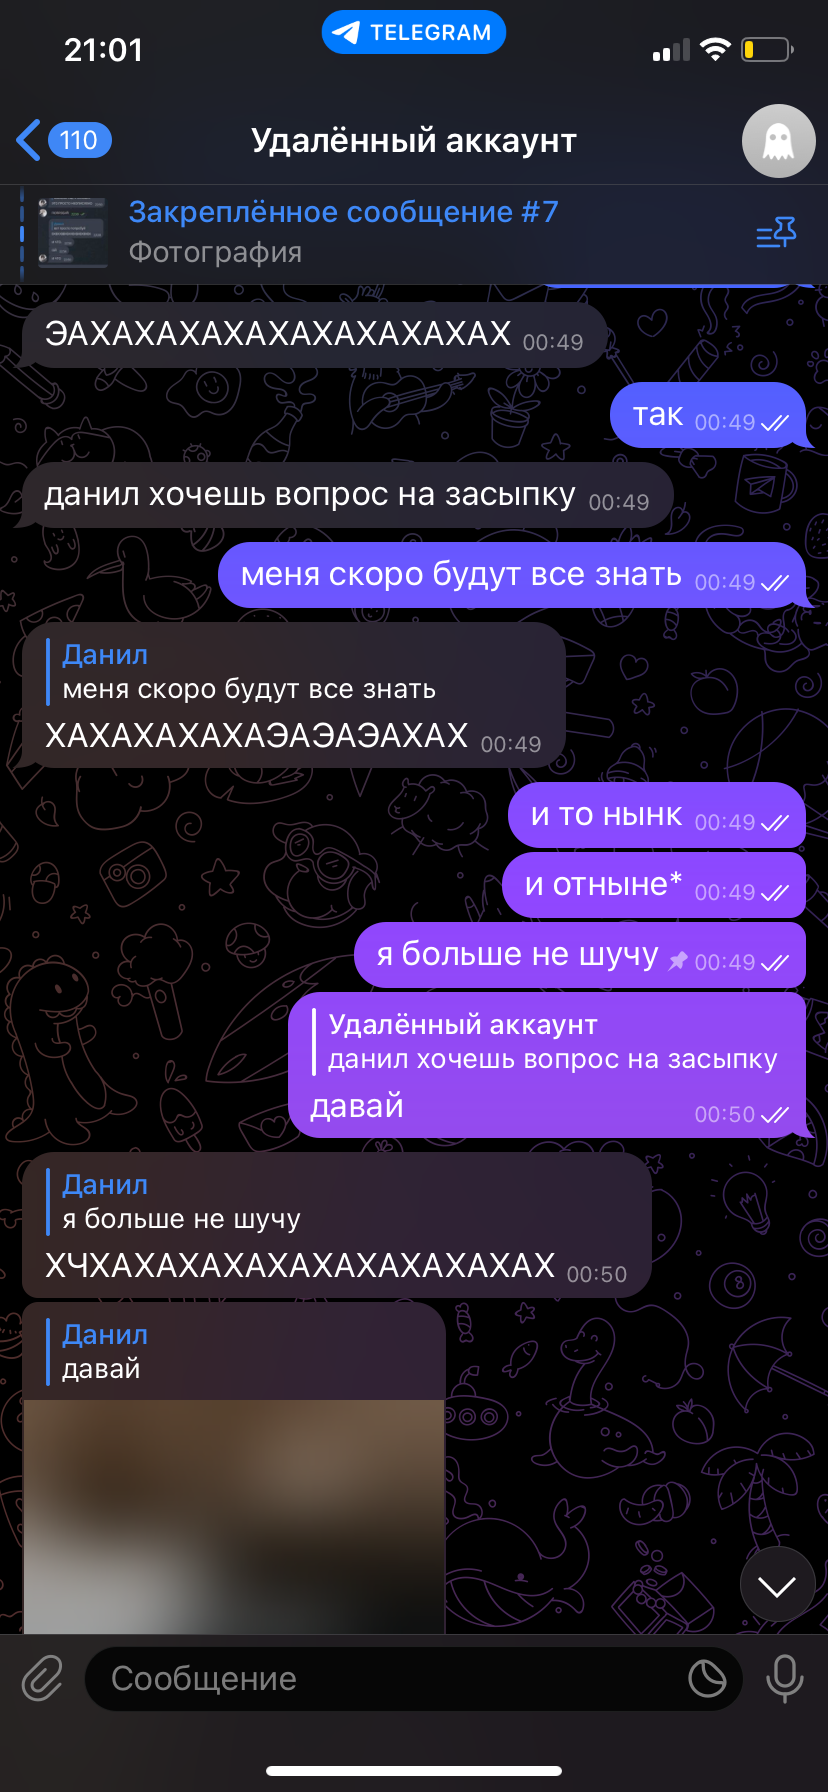 21:01
TELEGRAM
110
Удалённый аккаунт
Закреплённое сообщение #7
Фотография
ЭАХАХАХАХАХАХАХАХАХАХ 00:49
так 00:49
данил хочешь вопрос на засыпку 00:49
меня скоро будут все знать 00:49
Данил
меня скоро будут все знать
ХАХАХАХАХАЭАЭАЭАХАХ 00:49
и то нынк 00:49
и отныне* 00:49
я больше не шучу 00:49
Удалённый аккаунт
данил хочешь вопрос на засыпку
давай 00:50
Данил
я больше не шучу
ХЧХАХАХАХАХАХАХАХАХАХАХ 00:50
Данил
давай
Сообщение